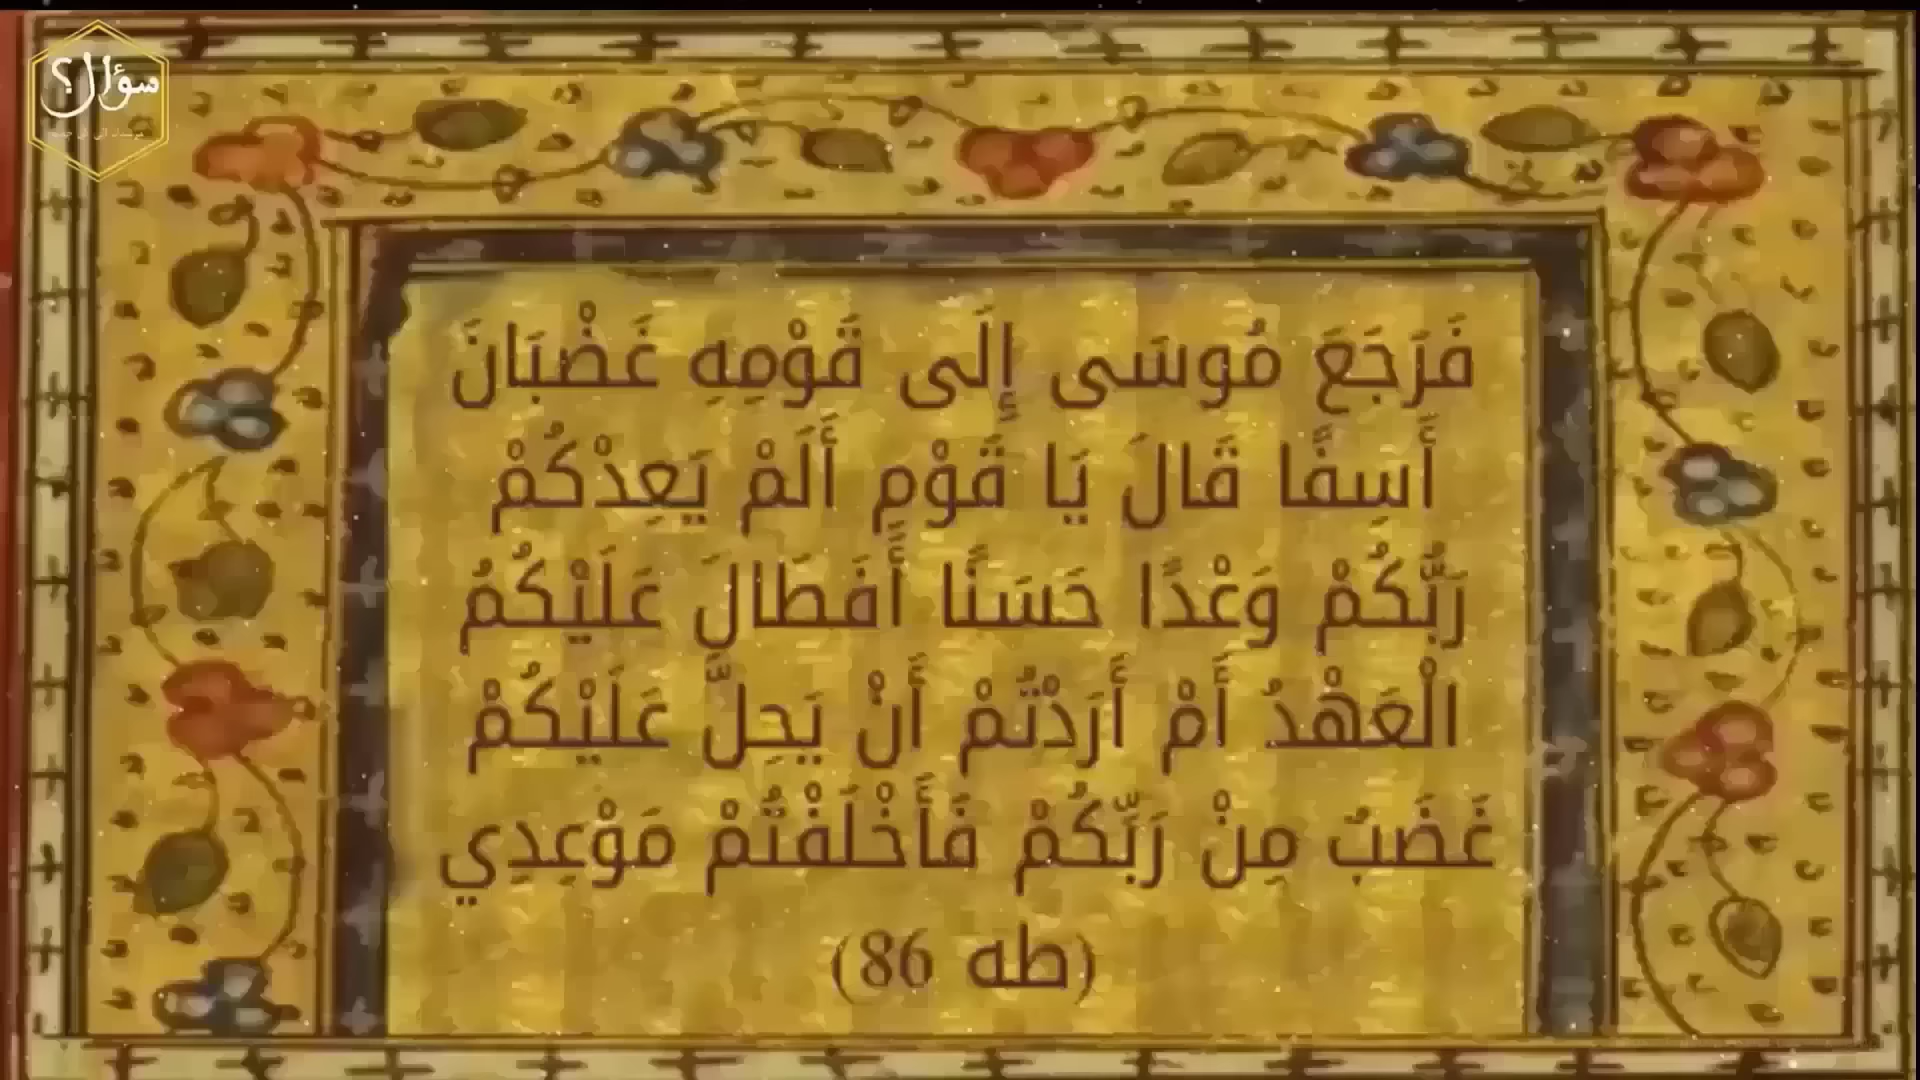 سؤال؟
فَرَجَعَ مُوسَى إِلَى قَوْمِهِ غَضْبَانَ
أَسِفًا قَالَ يَا قَوْمِ أَلَمْ يَعِدْكُمْ
رَبُّكُمْ وَعْدًا حَسَنًا أَفَطَالَ عَلَيْكُمُ
الْعَهْدُ أَمْ أَرَدْتُمْ أَنْ يَحِلَّ عَلَيْكُمْ
غَضَبٌ مِنْ رَبِّكُمْ فَأَخْلَفْتُمْ مَوْعِدِي
(طه 86)